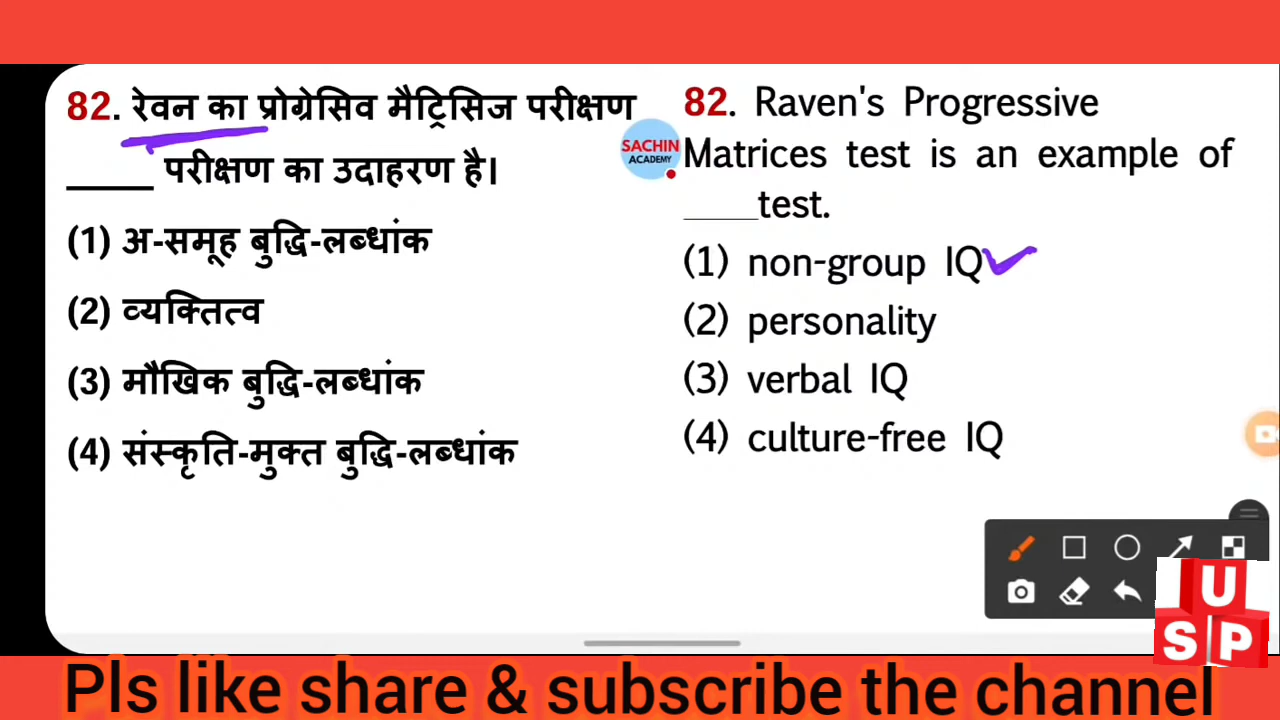 82. रेवन का प्रोग्रेसिव मैट्रिसिज परीक्षण
_____ परीक्षण का उदाहरण है।
(1) अ-समूह बुद्धि-लब्धांक
(2) व्यक्तित्व
(3) मौखिक बुद्धि-लब्धांक
(4) संस्कृति-मुक्त बुद्धि-लब्धांक
SACHIN
ACADEMY
82. Raven's Progressive
Matrices test is an example of
____test.
(1) non-group IQ
(2) personality
(3) verbal IQ
(4) culture-free IQ
U
S P
Pls like share & subscribe the channel